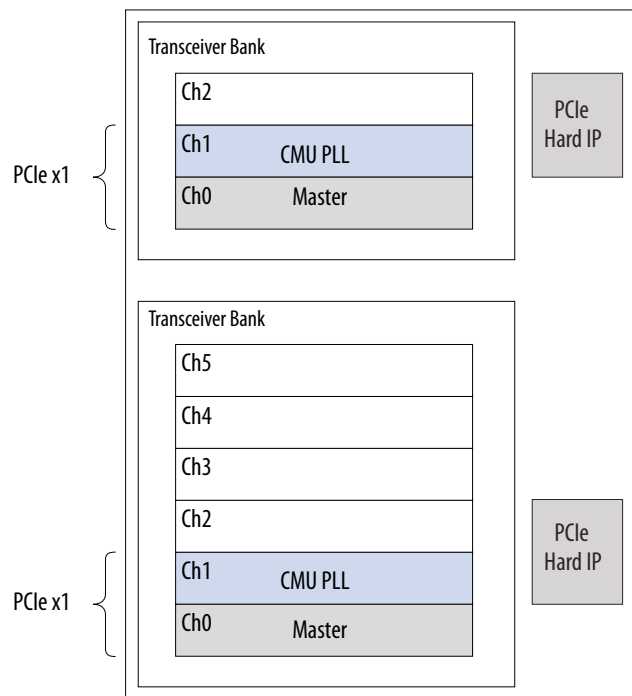 Transceiver Bank
Ch2
PCIe
Hard IP
Ch1 CMU PLL
PCIe x1
Ch0 Master
Transceiver Bank
Ch5
Ch4
Ch3
Ch2
PCIe
Hard IP
Ch1 CMU PLL
PCIe x1
Ch0 Master